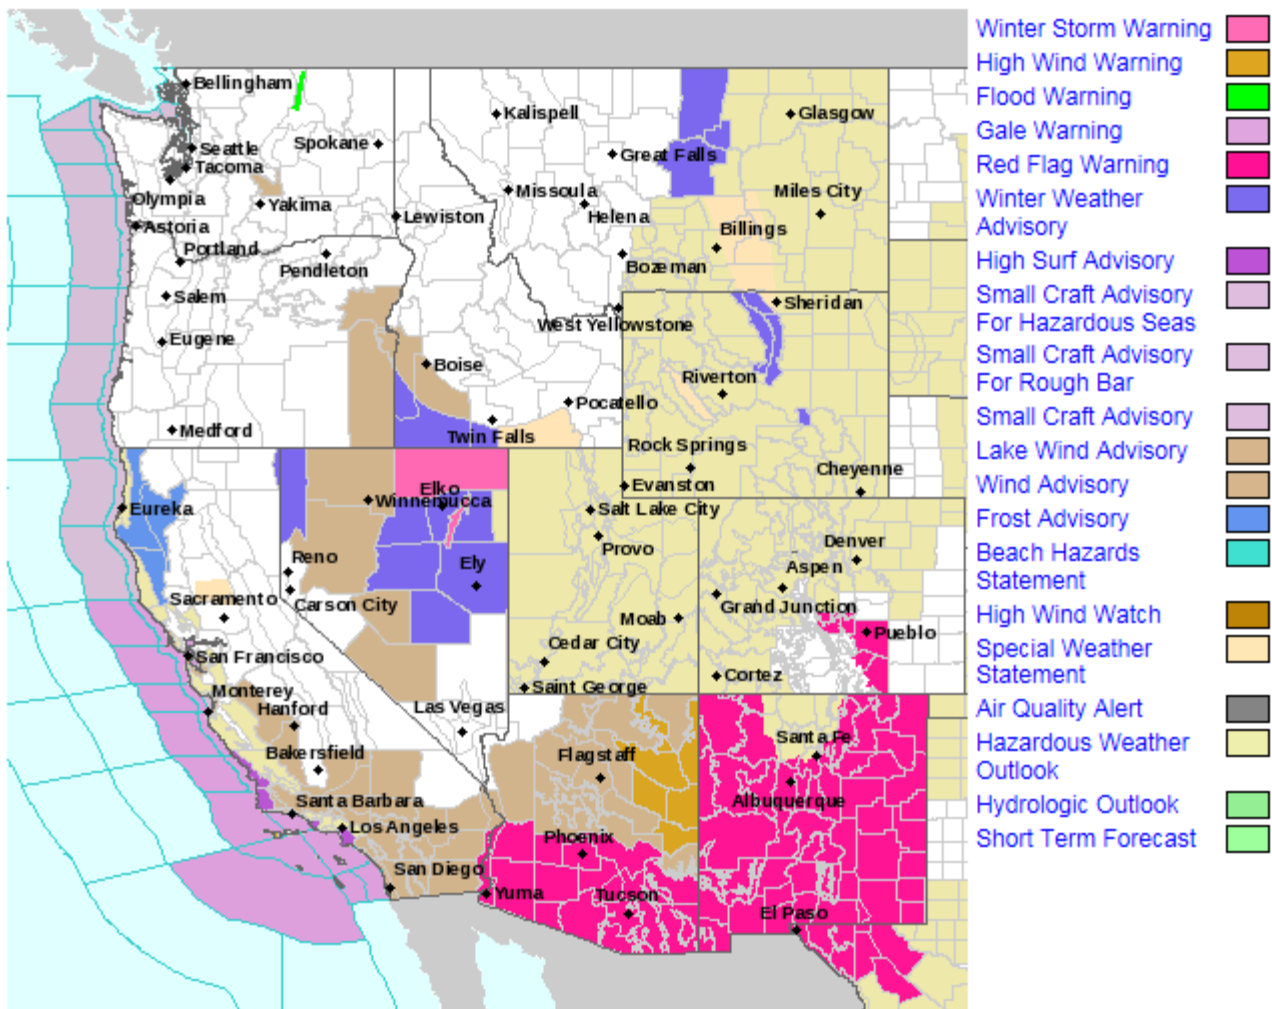 Bellingham
Seattle
Tacoma
Spokane
Olympia
Yakima
Astoria
Portland
Pendleton
Lewiston
Salem
Eugene
Medford
Kalispell
Great Falls
Missoula
Helena
Glasgow
Miles City
Billings
Bozeman
West Yellowstone
Sheridan
Boise
Pocatello
Twin Falls
Riverton
Rock Springs
Evanston
Cheyenne
Eureka
Elko
Winnemucca
Reno
Ely
Carson City
Sacramento
San Francisco
Monterey
Hanford
Bakersfield
Las Vegas
Santa Barbara
Los Angeles
San Diego
Salt Lake City
Provo
Moab
Cedar City
Saint George
Denver
Aspen
Grand Junction
Pueblo
Cortez
Flagstaff
Phoenix
Yuma
Tucson
Santa Fe
Albuquerque
El Paso
Winter Storm Warning
High Wind Warning
Flood Warning
Gale Warning
Red Flag Warning
Winter Weather
Advisory
High Surf Advisory
Small Craft Advisory
For Hazardous Seas
Small Craft Advisory
For Rough Bar
Small Craft Advisory
Lake Wind Advisory
Wind Advisory
Frost Advisory
Beach Hazards
Statement
High Wind Watch
Special Weather
Statement
Air Quality Alert
Hazardous Weather
Outlook
Hydrologic Outlook
Short Term Forecast